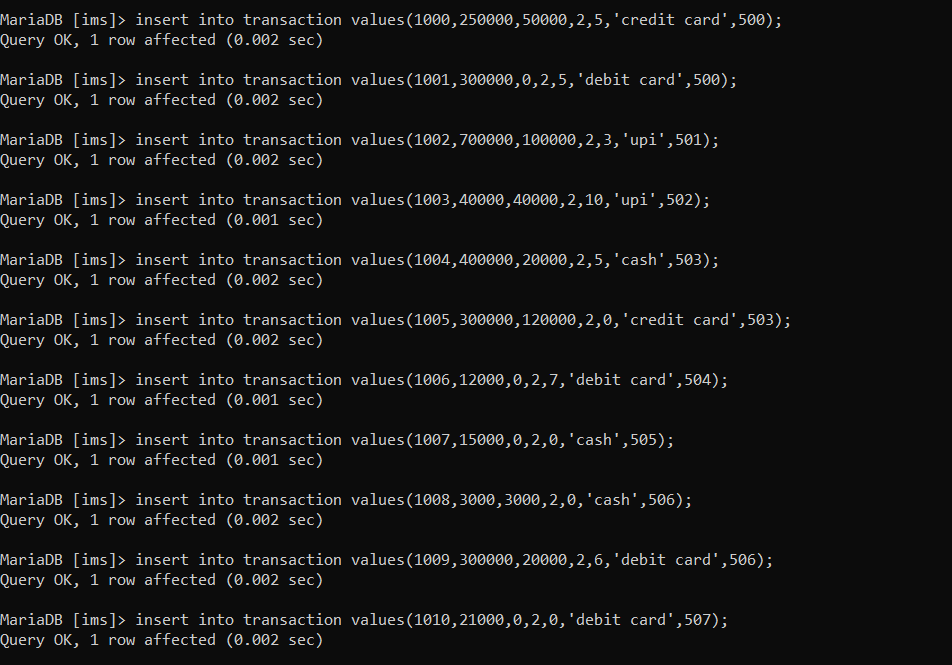 MariaDB [ims]> insert into transaction values(1000,250000,50000,2,5,'credit card',500);
Query OK, 1 row affected (0.002 sec)
MariaDB [ims]> insert into transaction values(1001,300000,0,2,5,'debit card',500);
Query OK, 1 row affected (0.002 sec)
MariaDB [ims]> insert into transaction values(1002,700000,100000,2,3,'upi',501);
Query OK, 1 row affected (0.002 sec)
MariaDB [ims]> insert into transaction values(1003,40000,40000,2,10,'upi',502);
Query OK, 1 row affected (0.001 sec)
MariaDB [ims]> insert into transaction values(1004,400000,20000,2,5,'cash',503);
Query OK, 1 row affected (0.002 sec)
MariaDB [ims]> insert into transaction values(1005,300000,120000,2,0,'credit card',503);
Query OK, 1 row affected (0.002 sec)
MariaDB [ims]> insert into transaction values(1006,12000,0,2,7,'debit card',504);
Query OK, 1 row affected (0.001 sec)
MariaDB [ims]> insert into transaction values(1007,15000,0,2,0,'cash',505);
Query OK, 1 row affected (0.001 sec)
MariaDB [ims]> insert into transaction values(1008,3000,3000,2,0,'cash',506);
Query OK, 1 row affected (0.002 sec)
MariaDB [ims]> insert into transaction values(1009,300000,20000,2,6,'debit card',506);
Query OK, 1 row affected (0.002 sec)
MariaDB [ims]> insert into transaction values(1010,21000,0,2,0,'debit card',507);
Query OK, 1 row affected (0.002 sec)